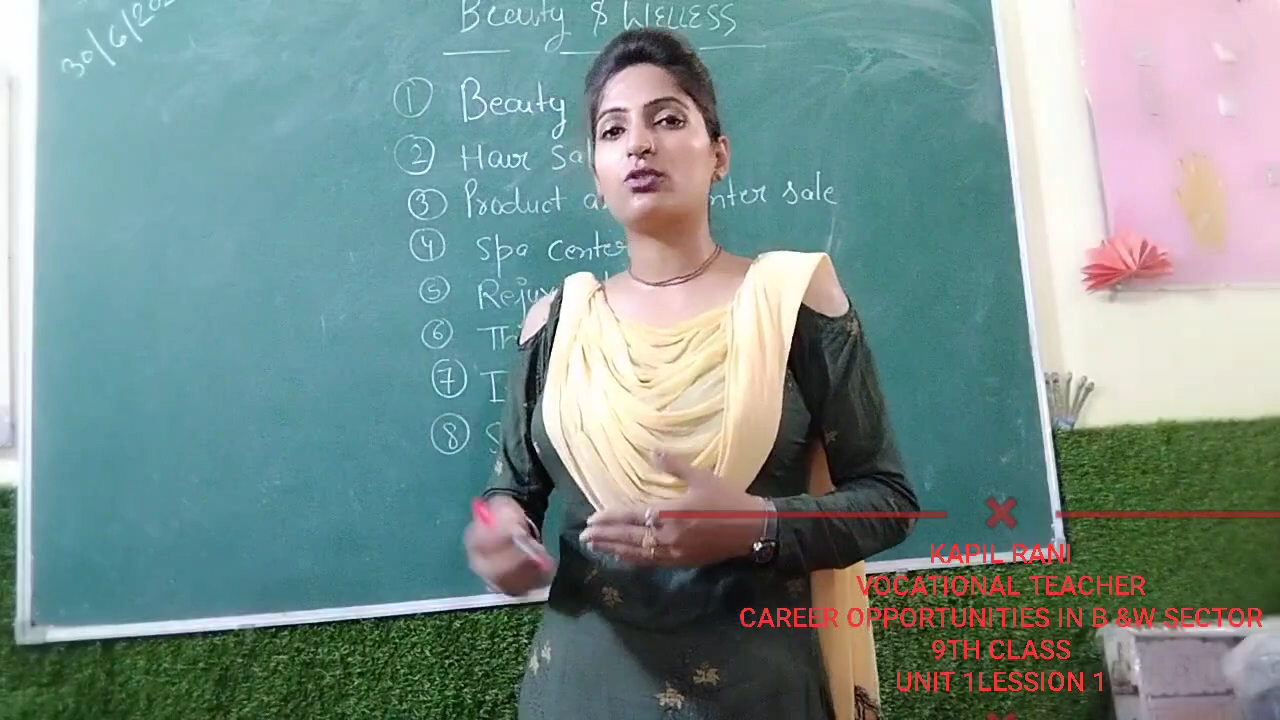 30/6/202
Beauty & WELLESS
① Beauty
② Hair Sa
③ Product a nter sale
④ Spa center
⑤ Reju
⑥ Th
⑦ I
⑧ S
KAPIL RANI
VOCATIONAL TEACHER
CAREER OPPORTUNITIES IN B &W SECTOR
9TH CLASS
UNIT 1LESSION 1